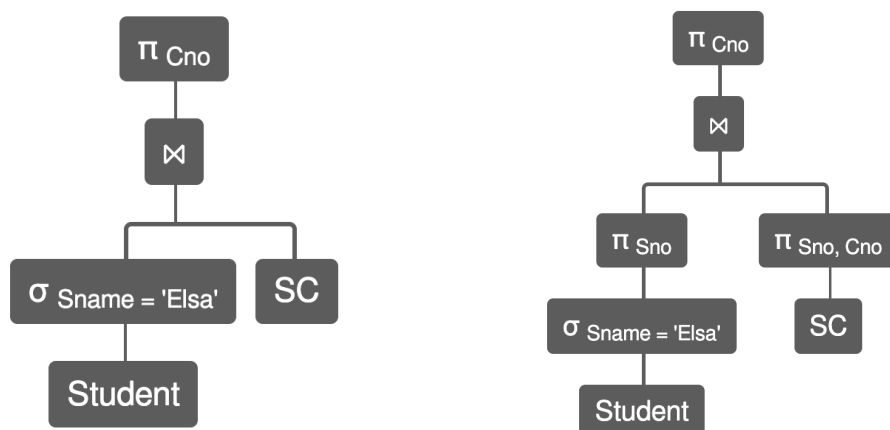 π Cno
⋈
σ Sname = 'Elsa'
SC
Student
π Cno
⋈
π Sno
π Sno, Cno
σ Sname = 'Elsa'
SC
Student